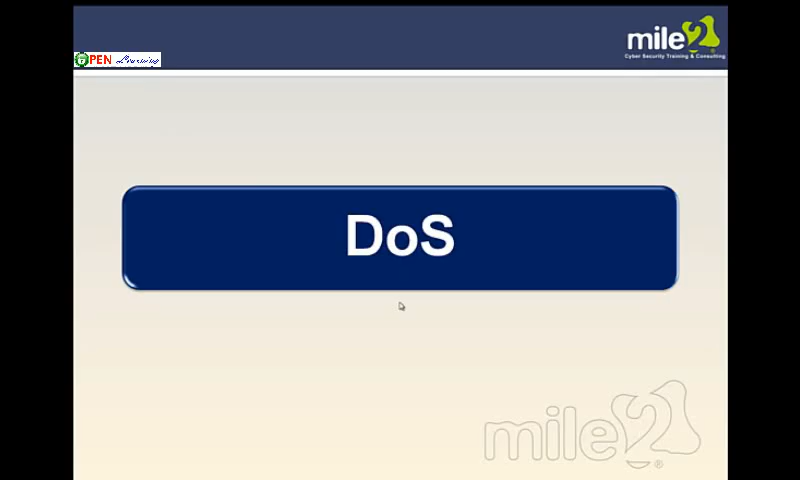 mile2
Cyber Security Training & Consulting
OPEN Learning
DoS
mile2®